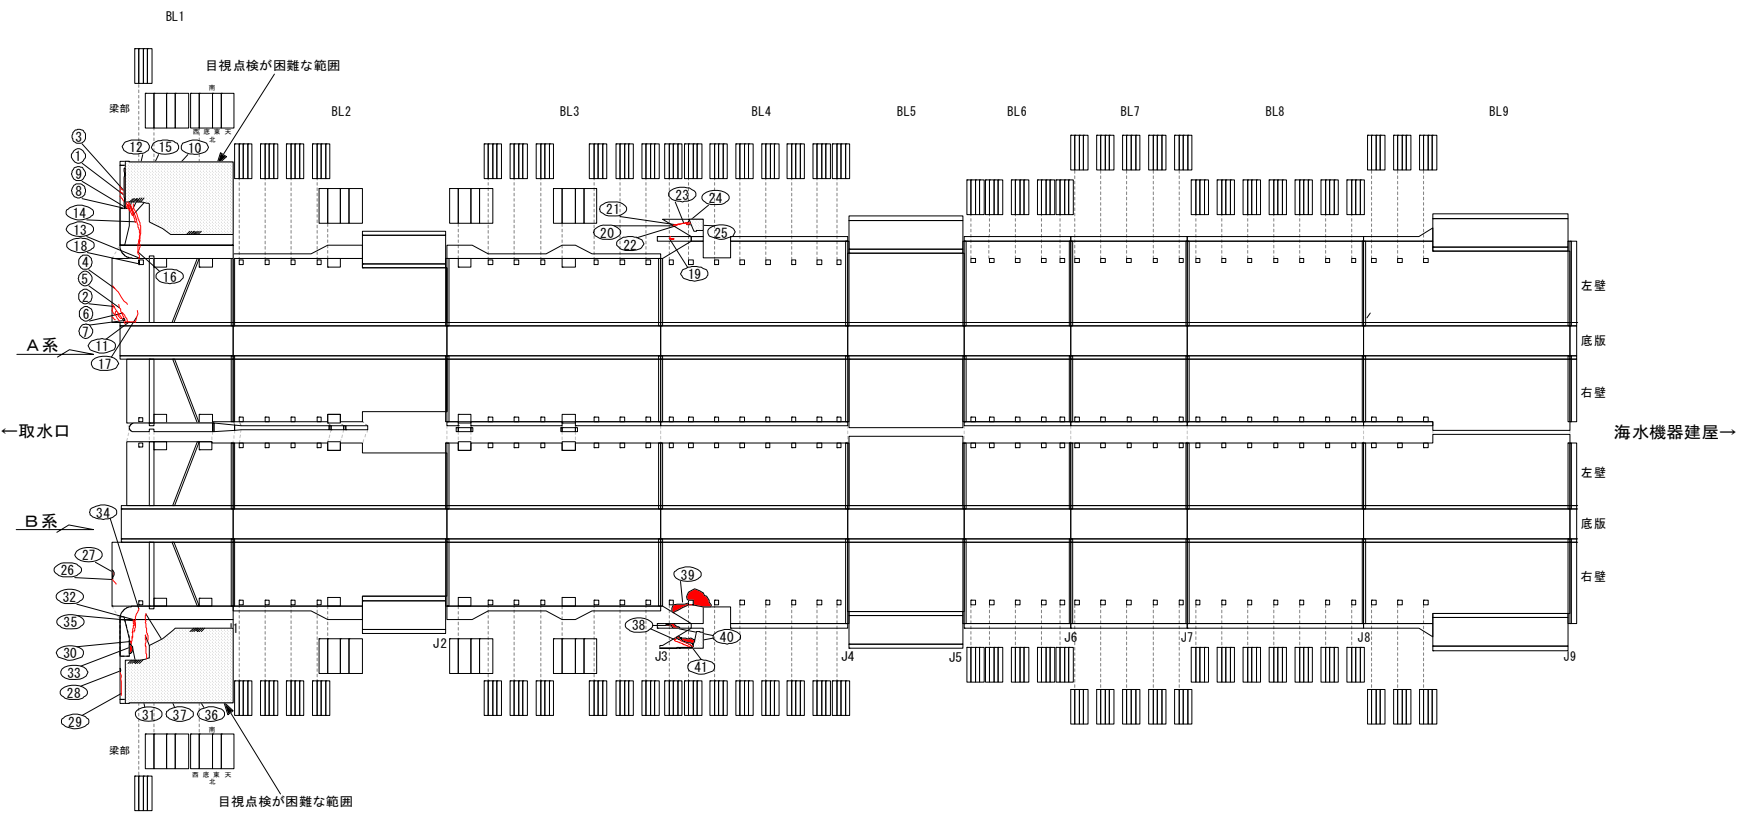 BL1
目視点検が困難な範囲
南
梁部
西 底 東 天
北
BL2
BL3
BL4
BL5
BL6
BL7
BL8
BL9
③
①
⑨
⑧
⑭
⑬
⑱
④
⑤
②
⑥
⑦
⑪
⑰
⑫
⑮
⑩
⑯
㉑
⑳
㉒
㉓
㉔
㉕
⑲
左壁
底版
右壁
A系
←取水口
海水機器建屋→
左壁
底版
右壁
B系
㉞
㉗
㉖
㉜
㉟
㉚
㉝
㉘
㉙
㉛
㊲
㊱
㊴
㊳
㊵
㊶
1
J2
J3
J4
J5
J6
J7
J8
J9
南
梁部
西 底 東 天
北
目視点検が困難な範囲